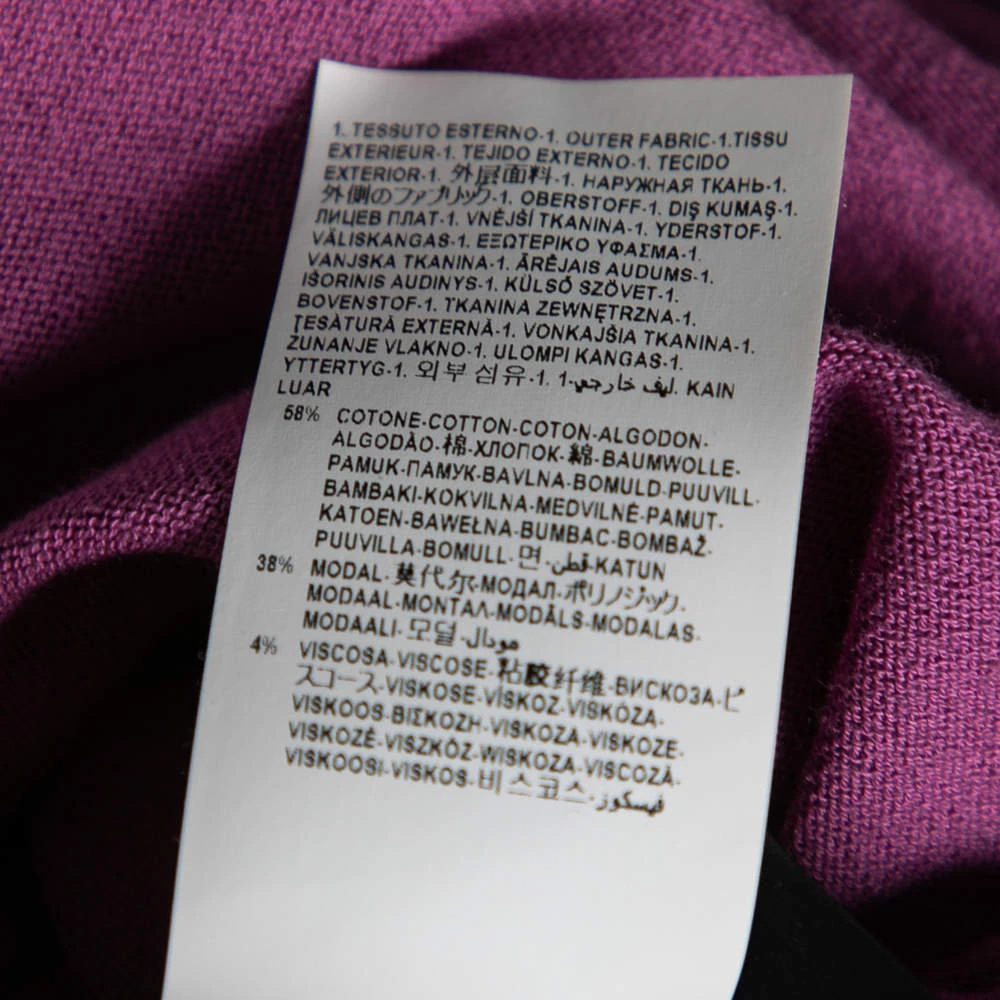 1. TESSUTO ESTERNO-1. OUTER FABRIC-1.TISSU
EXTERIEUR-1. TEJIDO EXTERNO-1. TECIDO
EXTERIOR-1. 外层面料-1. НАРУЖНАЯ ТКАНЬ-1.
外側のファブリック-1. OBERSTOFF-1. DIŞ KUMAŞ-1.
ЛИЦЕВ ПЛАТ-1. VNĚJŠÍ TKANINA-1. YDERSTOF-1.
VÄLISKANGAS-1. ΕΞΩΤΕΡΙΚΟ ΥΦΑΣΜΑ-1.
VANJSKA TKANINA-1. ĀRĒJAIS AUDUMS-1.
IŠORINIS AUDINYS-1. KÜLSŐ SZÖVET-1.
BOVENSTOF-1. TKANINA ZEWNĘTRZNA-1.
ŢESĂTURĂ EXTERNĂ-1. VONKAJŠIA TKANINA-1.
ZUNANJE VLAKNO-1. ULOMPI KANGAS-1.
YTTERTYG-1. 외부 섬유-1. ليف خارجي-1. KAIN
LUAR
58% COTONE-COTTON-COTON-ALGODON-
ALGODÃO-棉-ХЛОПОК-綿-BAUMWOLLE-
PAMUK-ПАМУК-BAVLNA-BOMULD-PUUVILL-
BAMBAKI-KOKVILNA-MEDVILNĖ-PAMUT-
KATOEN-BAWEŁNA-BUMBAC-BOMBAŽ-
PUUVILLA-BOMULL-면-قطن-KATUN
38% MODAL-莫代尔-МОДАЛ-ポリノジック-
MODAAL-ΜΟΝΤΑΛ-MODĀLS-MODALAS-
MODAALI-모덜-مودال
4% VISCOSA-VISCOSE-粘胶纤维-ВИСКОЗА-ビ
スコース-VISKOSE-VİSKOZ-VISKÓZA-
VISKOOS-ΒΙΣΚΟΖΗ-VISKOZA-VISKOZE-
VISKOZĖ-VISZKÓZ-WISKOZA-VISCOZĂ-
VISKOOSI-VISKOS-비스코스-فيسكوز